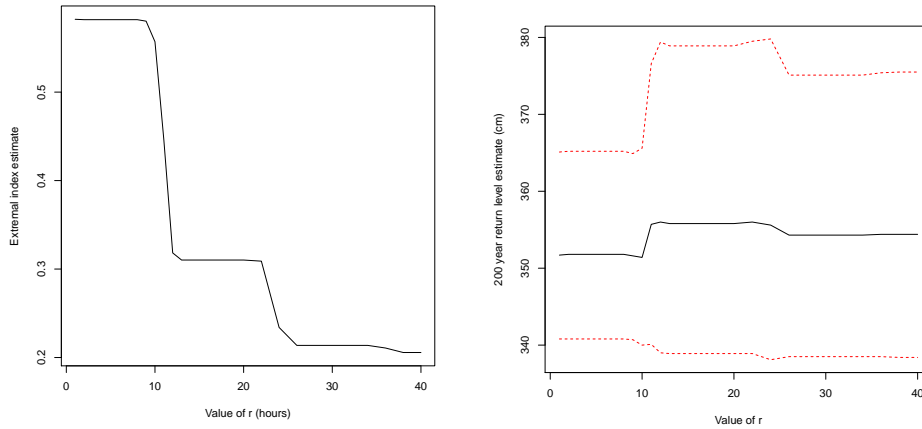 Extremal index estimate
0.5
0.4
0.3
0.2
0 10 20 30 40
Value of r (hours)
200 year return level estimate (cm)
380
370
360
350
340
0 10 20 30 40
Value of r